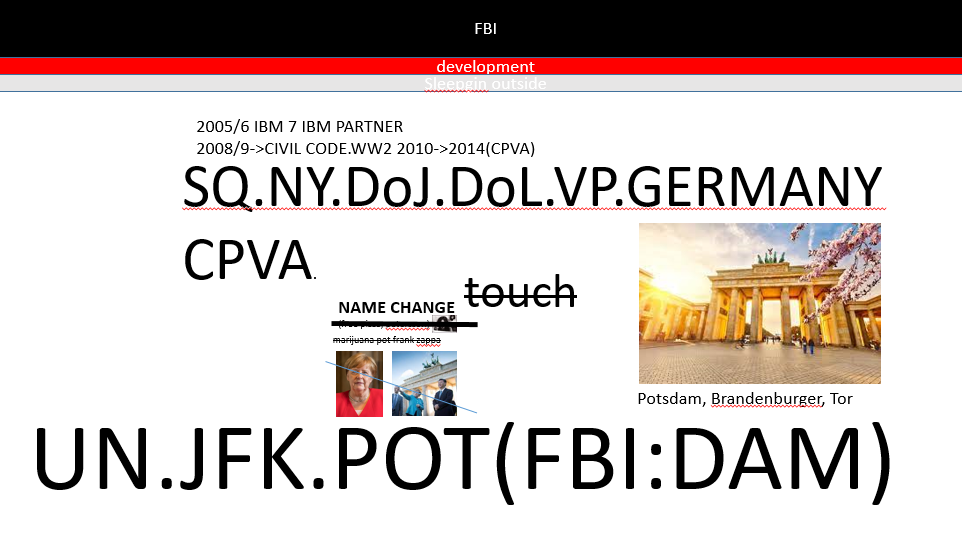 FBI
development
Sleepgin outside
2005/6 IBM 7 IBM PARTNER
2008/9->CIVIL CODE.WW2 2010->2014(CPVA)
SQ.NY.DoJ.DoL.VP.GERMANY
CPVA.
touch
NAME CHANGE
marijuana pot frank zappa
Potsdam, Brandenburger, Tor
UN.JFK.POT(FBI:DAM)